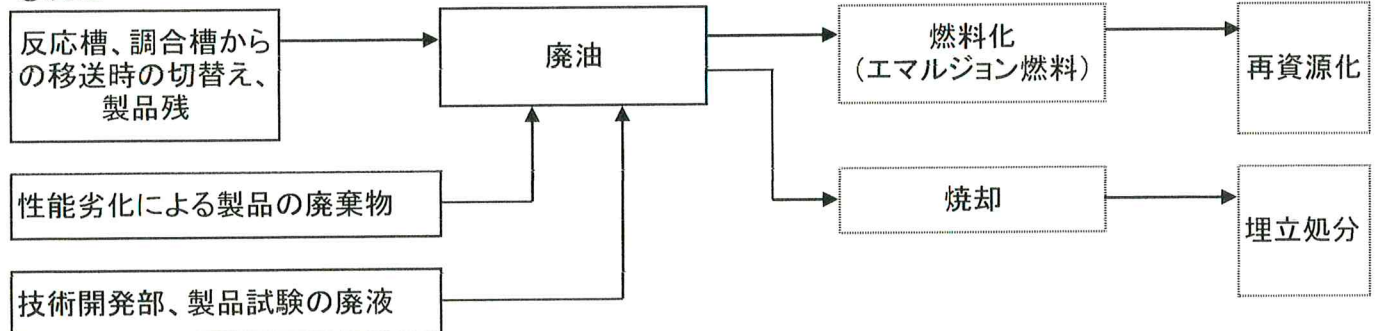 反応槽、調合槽から
の移送時の切替え、
製品残
廃油
燃料化
(エマルジョン燃料)
再資源化
性能劣化による製品の廃棄物
焼却
埋立処分
技術開発部、製品試験の廃液